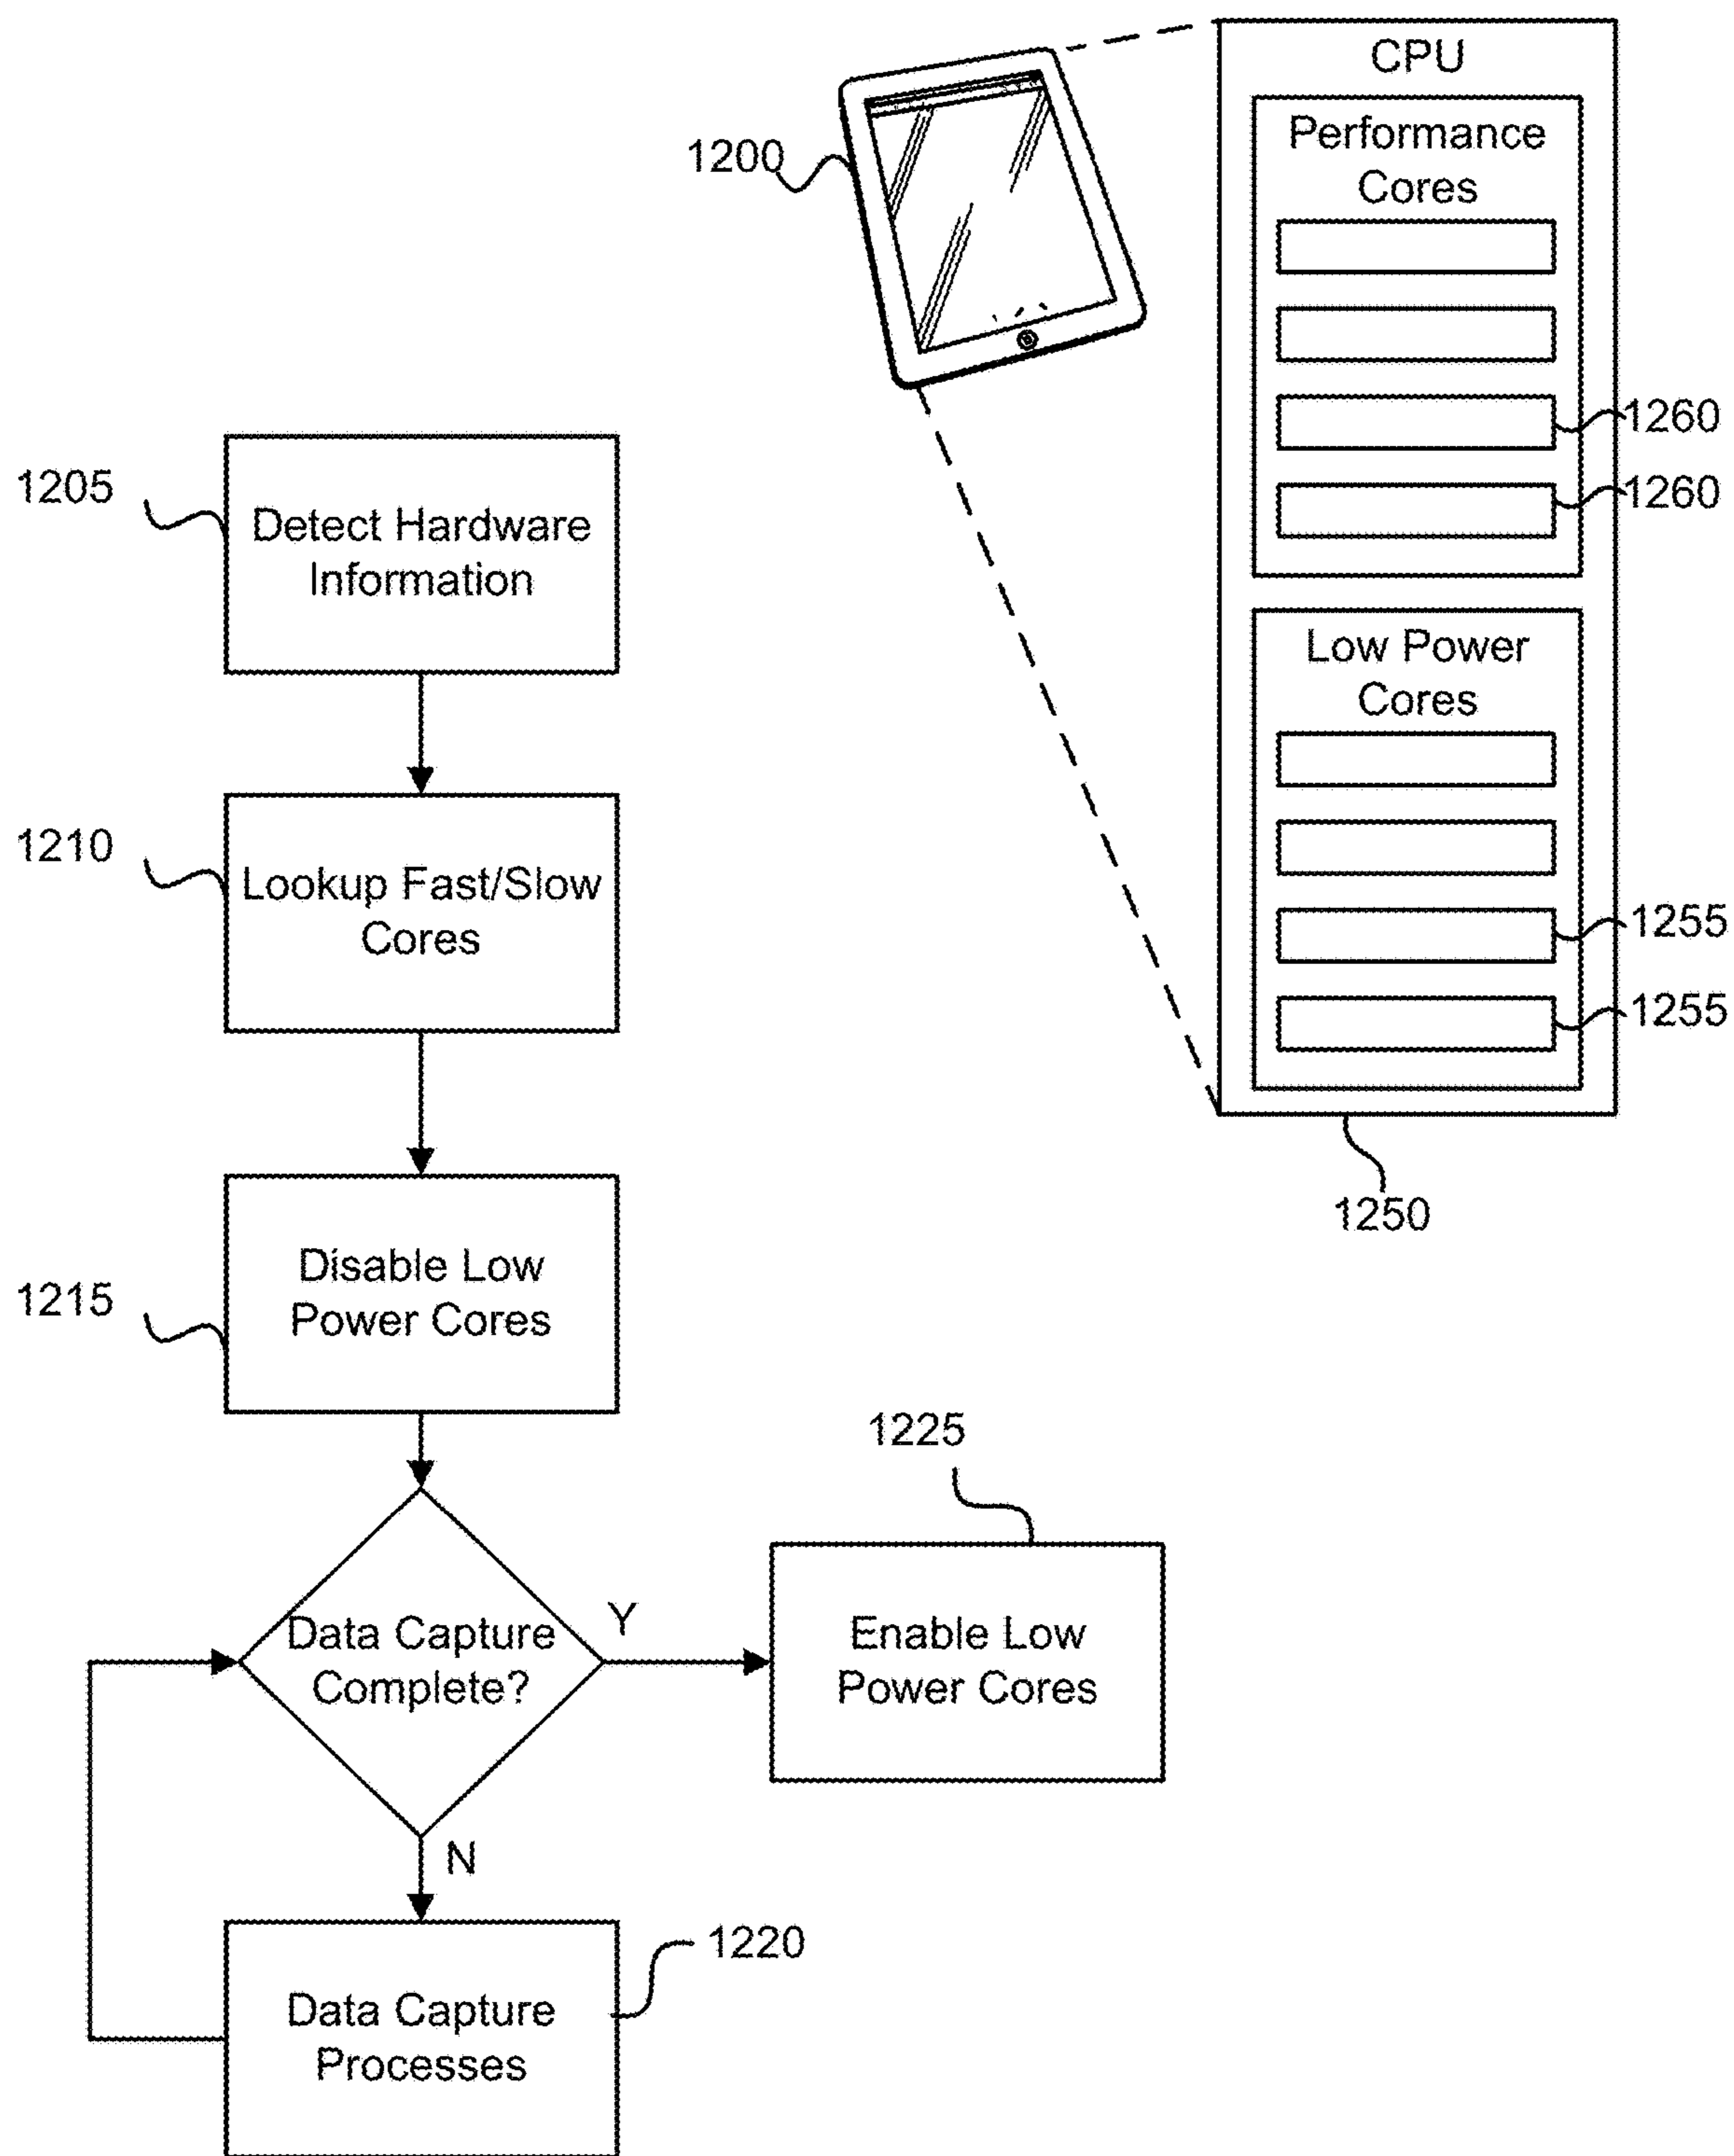 CPU
Performance
Cores
1200
1260
1260
Low Power
Cores
1255
1255
1250
1205
Detect Hardware
Information
1210
Lookup Fast/Slow
Cores
1215
Disable Low
Power Cores
1225
Data Capture
Complete?
Y
Enable Low
Power Cores
N
1220
Data Capture
Processes